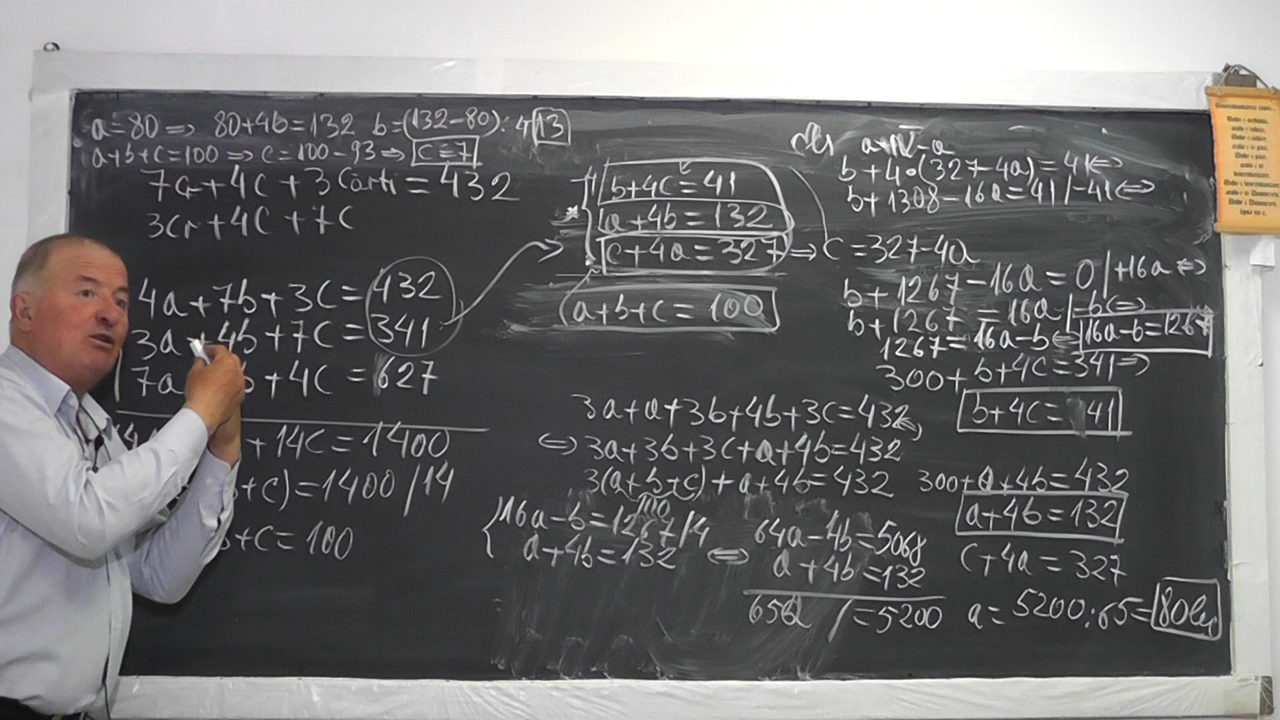 a=80 => 80+4b=132 b=(132-80):4 13
a+b+c=100 => c=100-93 => c=7
7a+4c+3 Cărti=432
3Cr+4C+7C
4a+7b+3c=432
3a+4b+7c=341
7a b+4c=627
+14c=1400
+c)=1400 /14
b+c=100
b+4c=41
a+4b=132
c+4a=327 => c=327-4a
a+b+c=100
3a+a+3b+4b+3c=432
<=> 3a+3b+3c+a+4b=432
3(a+b+c)+a+4b=432
100
16a-b=1267 /4
a+4b=132 <=>
64a-4b=5068
a+4b=132
65a / =5200
b+4·(327-4a)=41 <=>
b+1308-16a=41 /-41 <=>
b+1267-16a=0 /+16a <=>
b+1267=16a /-b <=>
1267=16a-b <=> 16a-b=1267
300+b+4c=341 =>
b+4c=41
300+a+4b=432
a+4b=132
c+4a=327
a=5200:65=80 lei